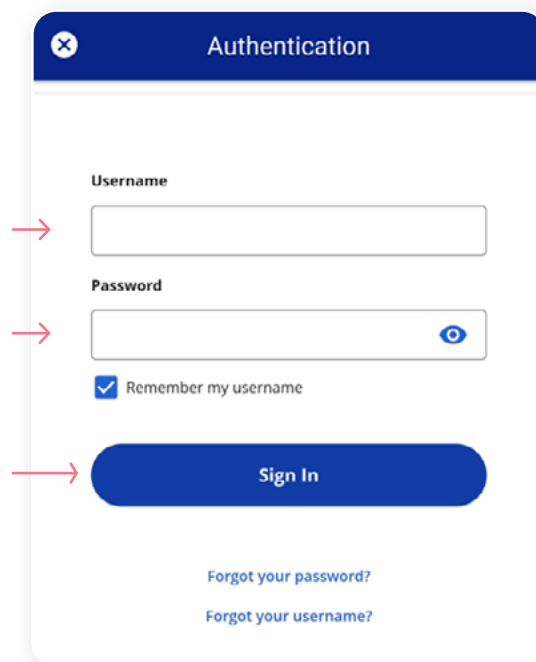 Authentication
Username
Password
Remember my username
Sign In
Forgot your password?
Forgot your username?